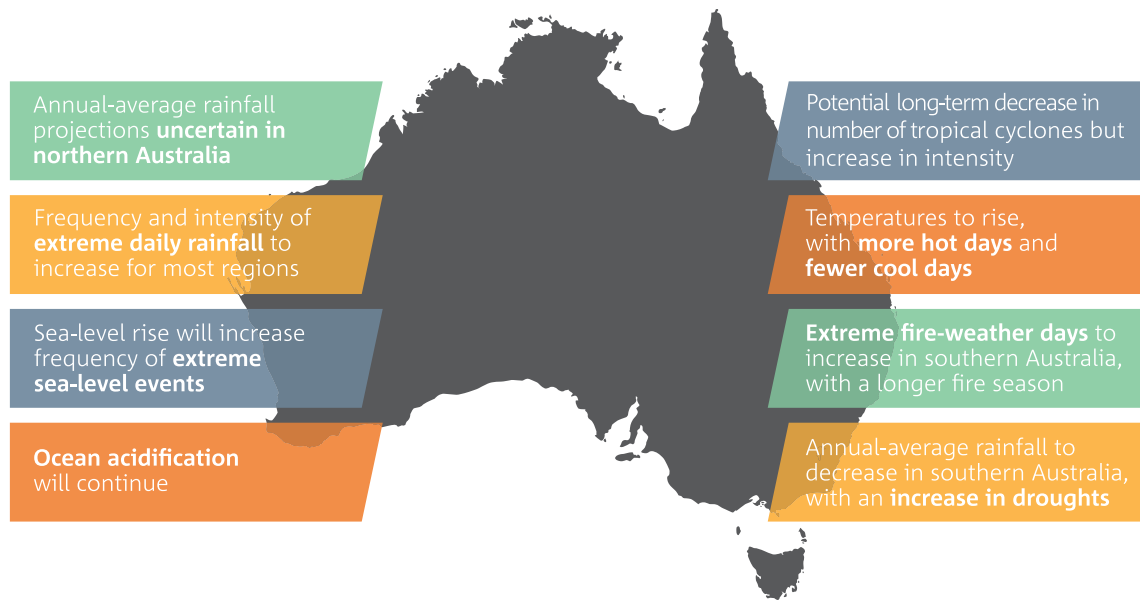 Annual-average rainfall
projections uncertain in
northern Australia
Frequency and intensity of
extreme daily rainfall to
increase for most regions
Sea-level rise will increase
frequency of extreme
sea-level events
Ocean acidification
will continue
Potential long-term decrease in
number of tropical cyclones but
increase in intensity
Temperatures to rise,
with more hot days and
fewer cool days
Extreme fire-weather days to
increase in southern Australia,
with a longer fire season
Annual-average rainfall to
decrease in southern Australia,
with an increase in droughts